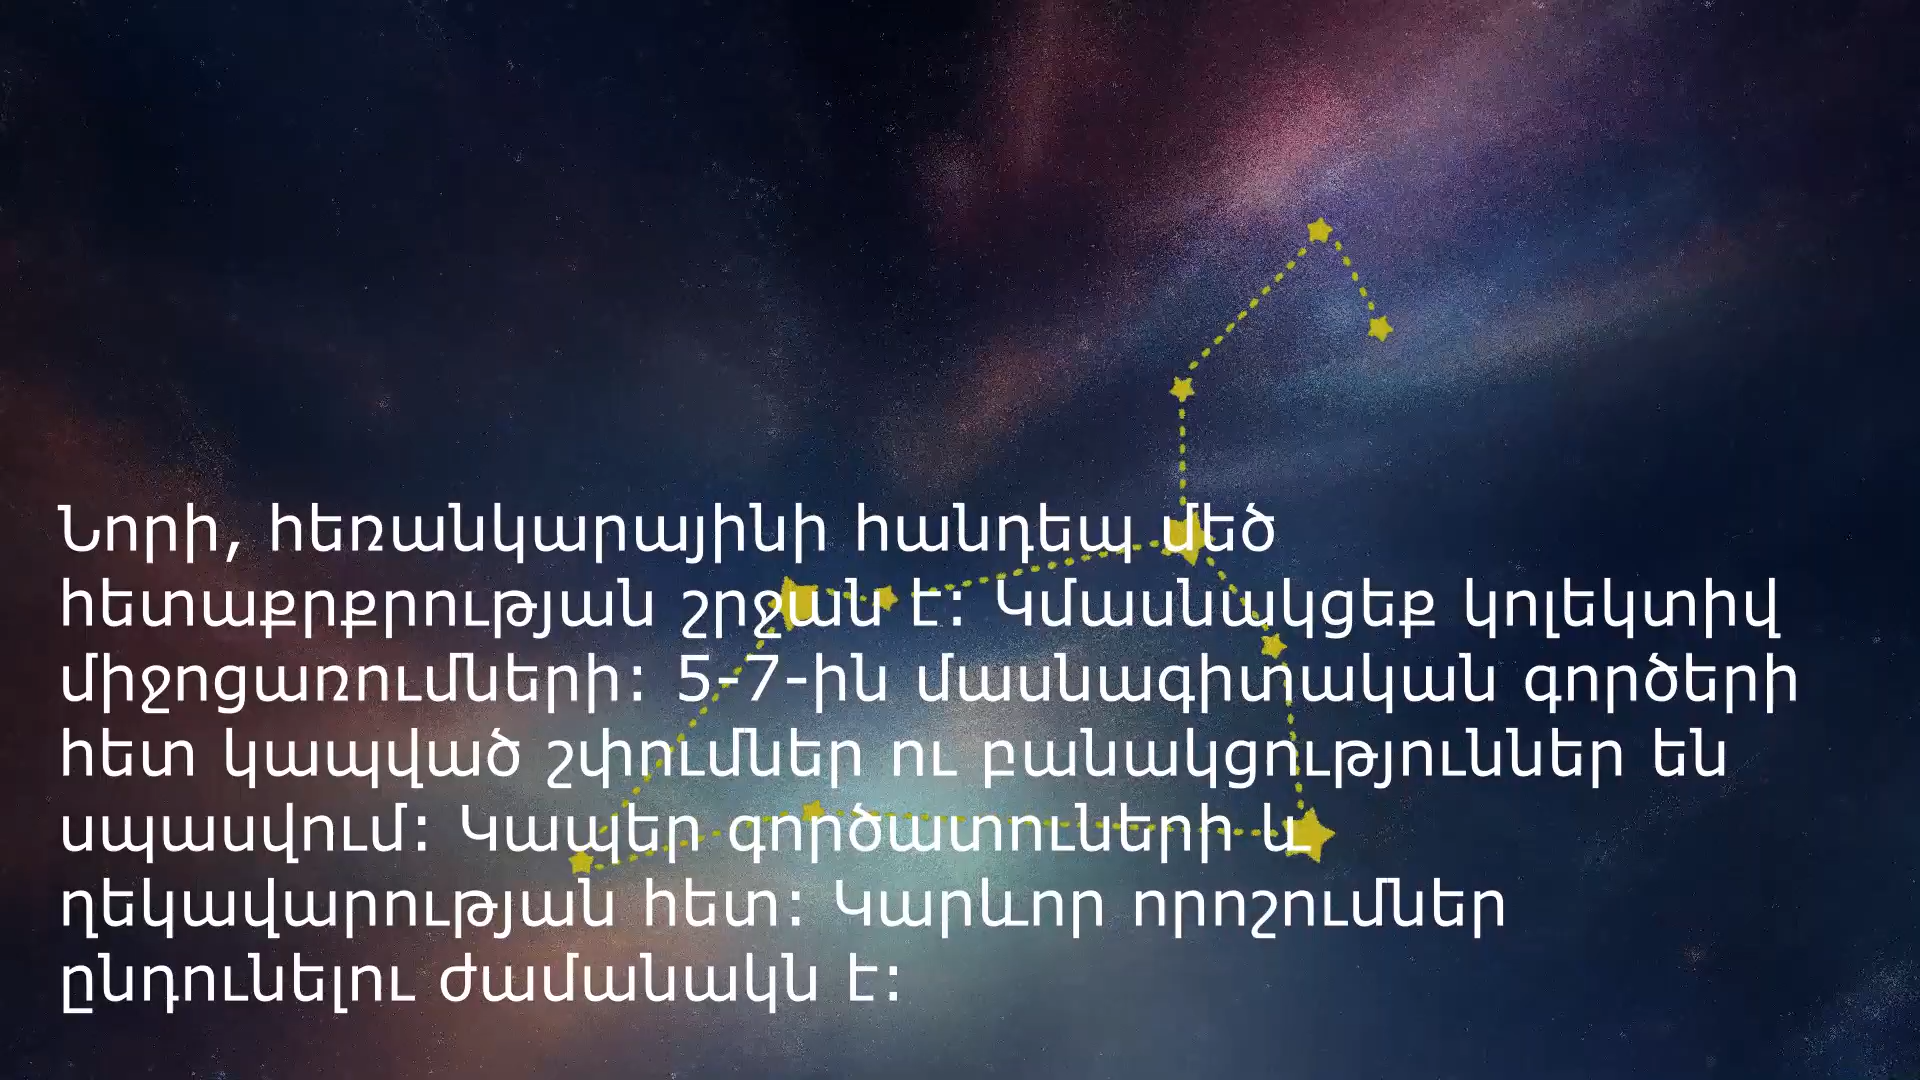 Նորի, հեռանկարայինի հանդեպ մեծ
հետաքրքրության շրջան է: Կմասնակցեք կոլեկտիվ
միջոցառումների: 5-7-ին մասնագիտական գործերի
հետ կապված շփումներ ու բանակցություններ են
սպասվում: Կապեր գործատուների և
ղեկավարության հետ: Կարևոր որոշումներ
ընդունելու ժամանակն է: